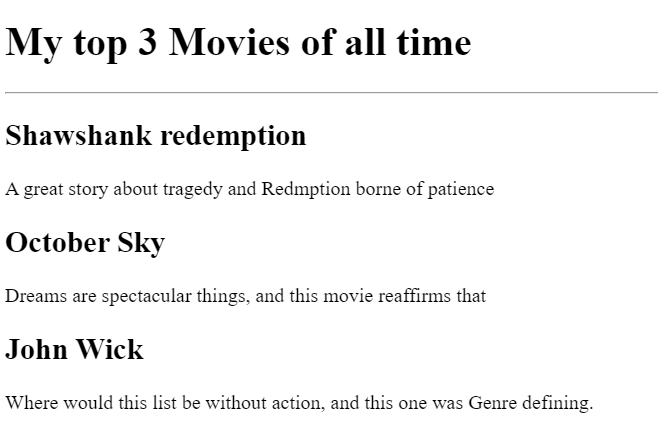 My top 3 Movies of all time
Shawshank redemption
A great story about tragedy and Redmption borne of patience
October Sky
Dreams are spectacular things, and this movie reaffirms that
John Wick
Where would this list be without action, and this one was Genre defining.